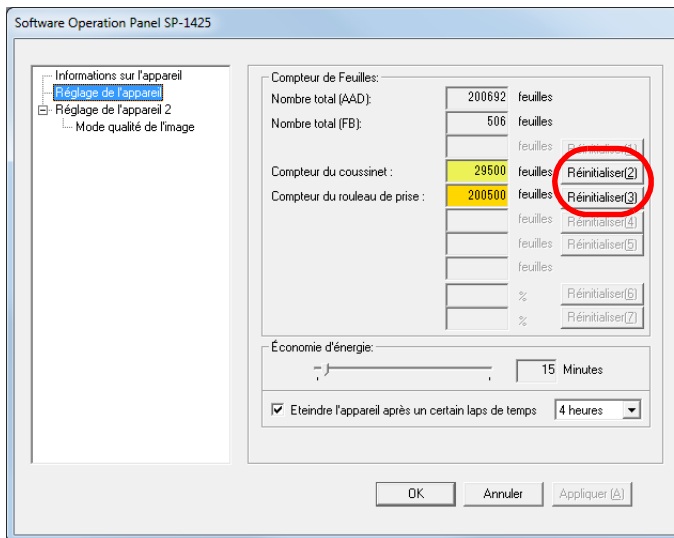 Software Operation Panel SP-1425
Informations sur l'appareil
Réglage de l'appareil
Réglage de l'appareil 2
Mode qualité de l'image
Compteur de Feuilles:
Nombre total (AAD): 200692 feuilles
Nombre total (FB): 506 feuilles
feuilles Réinitialiser(1)
Compteur du coussinet : 29500 feuilles Réinitialiser(2)
Compteur du rouleau de prise : 200500 feuilles Réinitialiser(3)
feuilles Réinitialiser(4)
feuilles Réinitialiser(5)
feuilles
% Réinitialiser(6)
% Réinitialiser(7)
Économie d'énergie:
15 Minutes
Eteindre l'appareil après un certain laps de temps 4 heures
OK Annuler Appliquer (A)